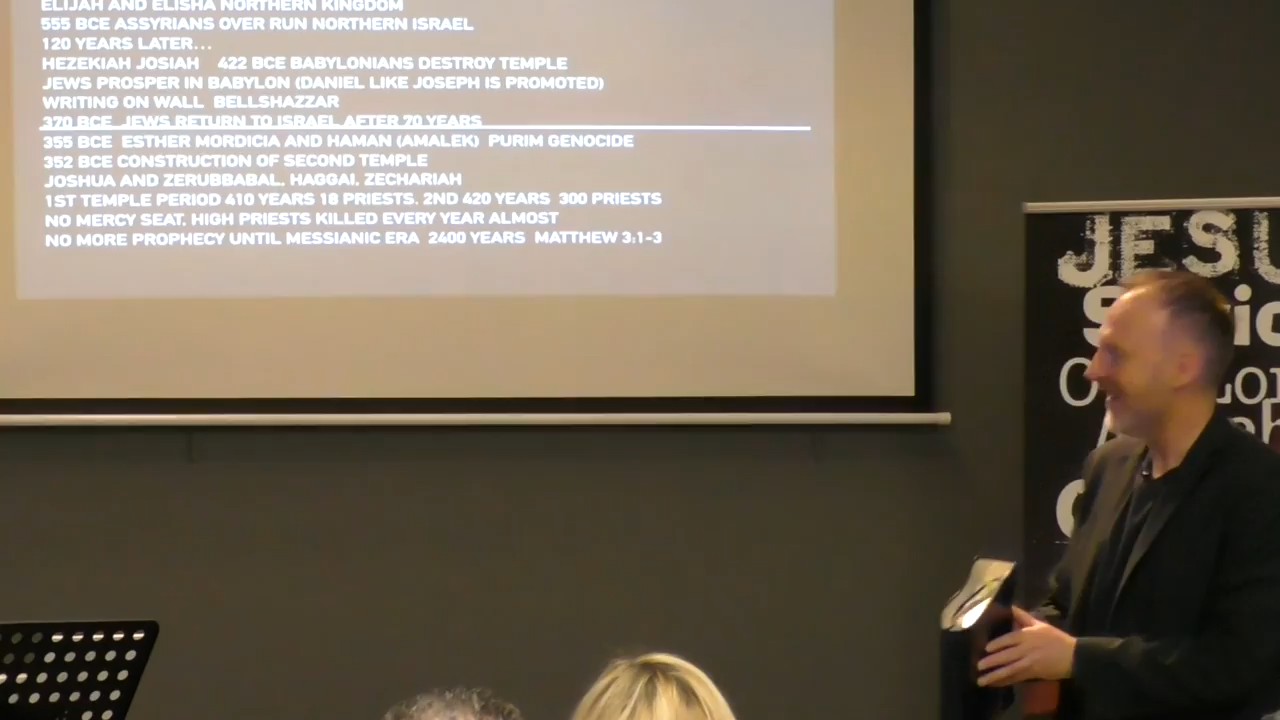 ELIJAH AND ELISHA NORTHERN KINGDOM
555 BCE ASSYRIANS OVER RUN NORTHERN ISRAEL
120 YEARS LATER...
HEZEKIAH JOSIAH 422 BCE BABYLONIANS DESTROY TEMPLE
JEWS PROSPER IN BABYLON (DANIEL LIKE JOSEPH IS PROMOTED)
WRITING ON WALL BELLSHAZZAR
370 BCE JEWS RETURN TO ISRAEL AFTER 70 YEARS
355 BCE ESTHER MORDICIA AND HAMAN (AMALEK) PURIM GENOCIDE
352 BCE CONSTRUCTION OF SECOND TEMPLE
JOSHUA AND ZERUBBABAL. HAGGAI. ZECHARIAH
1ST TEMPLE PERIOD 410 YEARS 18 PRIESTS. 2ND 420 YEARS 300 PRIESTS
NO MERCY SEAT. HIGH PRIESTS KILLED EVERY YEAR ALMOST
NO MORE PROPHECY UNTIL MESSIANIC ERA 2400 YEARS MATTHEW 3:1-3
JESU